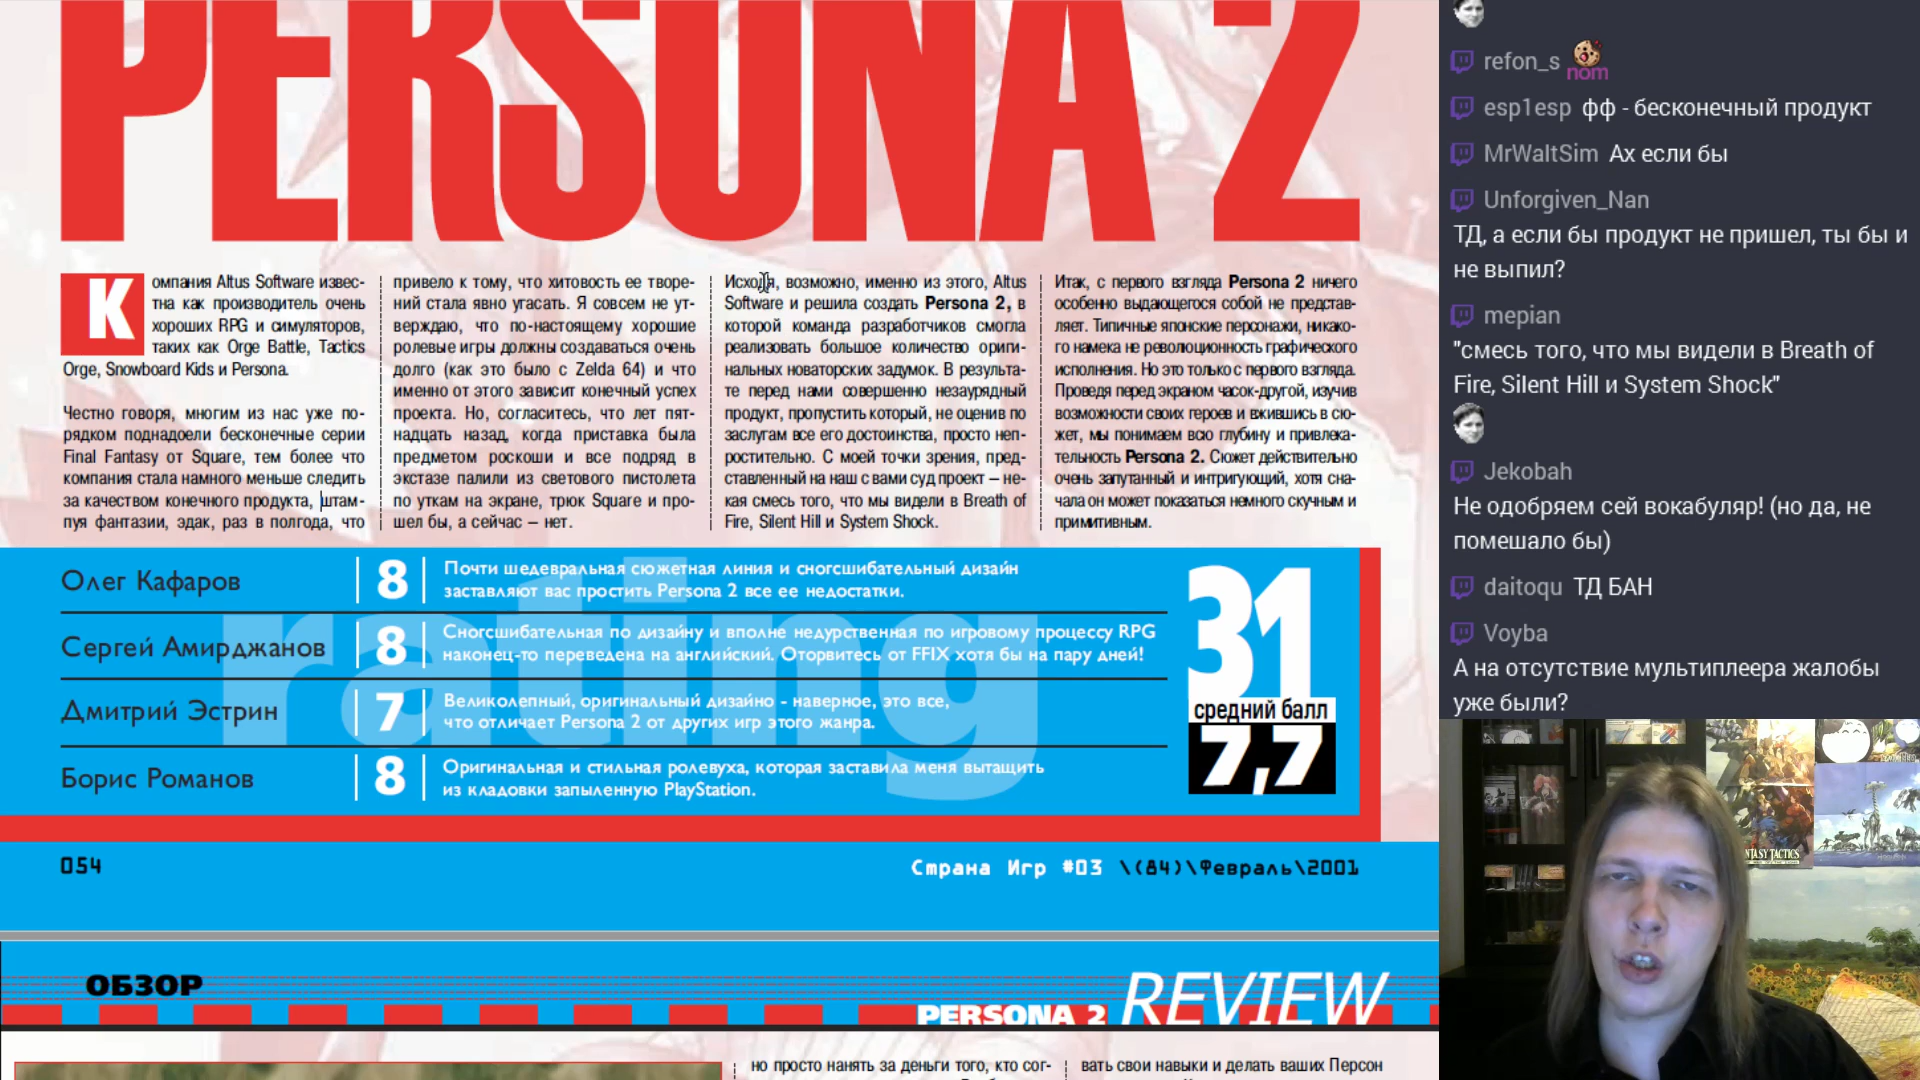 PERSONA 2
Компания Altus Software извес-
тна как производитель очень
хороших RPG и симуляторов,
таких как Orge Battle, Tactics
Orge, Snowboard Kids и Persona.
Честно говоря, многим из нас уже по-
рядком поднадоели бесконечные серии
Final Fantasy от Square, тем более что
компания стала намного меньше следить
за качеством конечного продукта, штам-
пуя фантазии, эдак, раз в полгода, что
привело к тому, что хитовость ее творе-
ний стала явно угасать. Я совсем не ут-
верждаю, что по-настоящему хорошие
ролевые игры должны создаваться очень
долго (как это было с Zelda 64) и что
именно от этого зависит конечный успех
проекта. Но, согласитесь, что лет пят-
надцать назад, когда приставка была
предметом роскоши и все подряд в
экстазе палили из светового пистолета
по уткам на экране, трюк Square и про-
шел бы, а сейчас – нет.
Исходя, возможно, именно из этого, Altus
Software и решила создать Persona 2, в
которой команда разработчиков смогла
реализовать большое количество ориги-
нальных новаторских задумок. В результа-
те перед нами совершенно незаурядный
продукт, пропустить который, не оценив по
заслугам все его достоинства, просто неп-
ростительно. С моей точки зрения, пред-
ставленный на наш с вами суд проект – не-
кая смесь того, что мы видели в Breath of
Fire, Silent Hill и System Shock.
Итак, с первого взгляда Persona 2 ничего
особенно выдающегося собой не представ-
ляет. Типичные японские персонажи, никако-
го намека не революционность графического
исполнения. Но это только с первого взгляда.
Проведя перед экраном часок-другой, изучив
возможности своих героев и вжившись в сю-
жет, мы понимаем всю глубину и привлека-
тельность Persona 2. Сюжет действительно
очень запутанный и интригующий, хотя сна-
чала он может показаться немного скучным и
примитивным.
rating
Олег Кафаров 8 Почти шедевральная сюжетная линия и сногсшибательный дизайн
заставляют вас простить Persona 2 все ее недостатки.
Сергей Амирджанов 8 Сногсшибательная по дизайну и вполне недурственная по игровому процессу RPG
наконец-то переведена на английский. Оторвитесь от FFIX хотя бы на пару дней!
Дмитрий Эстрин 7 Великолепный, оригинальный дизайно - наверное, это все,
что отличает Persona 2 от других игр этого жанра.
Борис Романов 8 Оригинальная и стильная ролевуха, которая заставила меня вытащить
из кладовки запыленную PlayStation.
31
средний балл
7,7
054
Страна Игр #03 \(84)\Февраль\2001
ОБЗОР
PERSONA 2 REVIEW
но просто нанять за деньги того, кто сог-
вать свои навыки и делать ваших Персон
refon_s nom
esp1esp фф - бесконечный продукт
MrWaltSim Ах если бы
Unforgiven_Nan
ТД, а если бы продукт не пришел, ты бы и
не выпил?
mepian
"смесь того, что мы видели в Breath of
Fire, Silent Hill и System Shock"
Jekobah
Не одобряем сей вокабуляр! (но да, не
помешало бы)
daitoqu ТД БАН
Voyba
А на отсутствие мультиплеера жалобы
уже были?